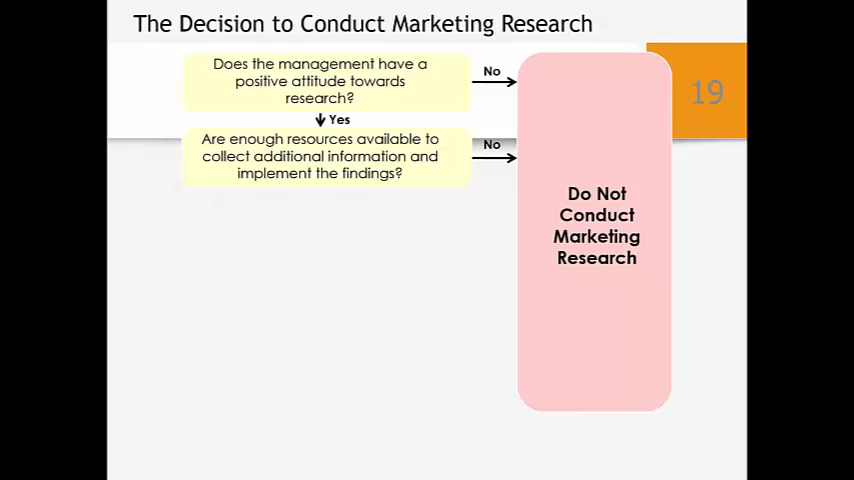 The Decision to Conduct Marketing Research
Does the management have a
positive attitude towards
research?
No
19
Yes
Are enough resources available to
collect additional information and
implement the findings?
No
Do Not
Conduct
Marketing
Research